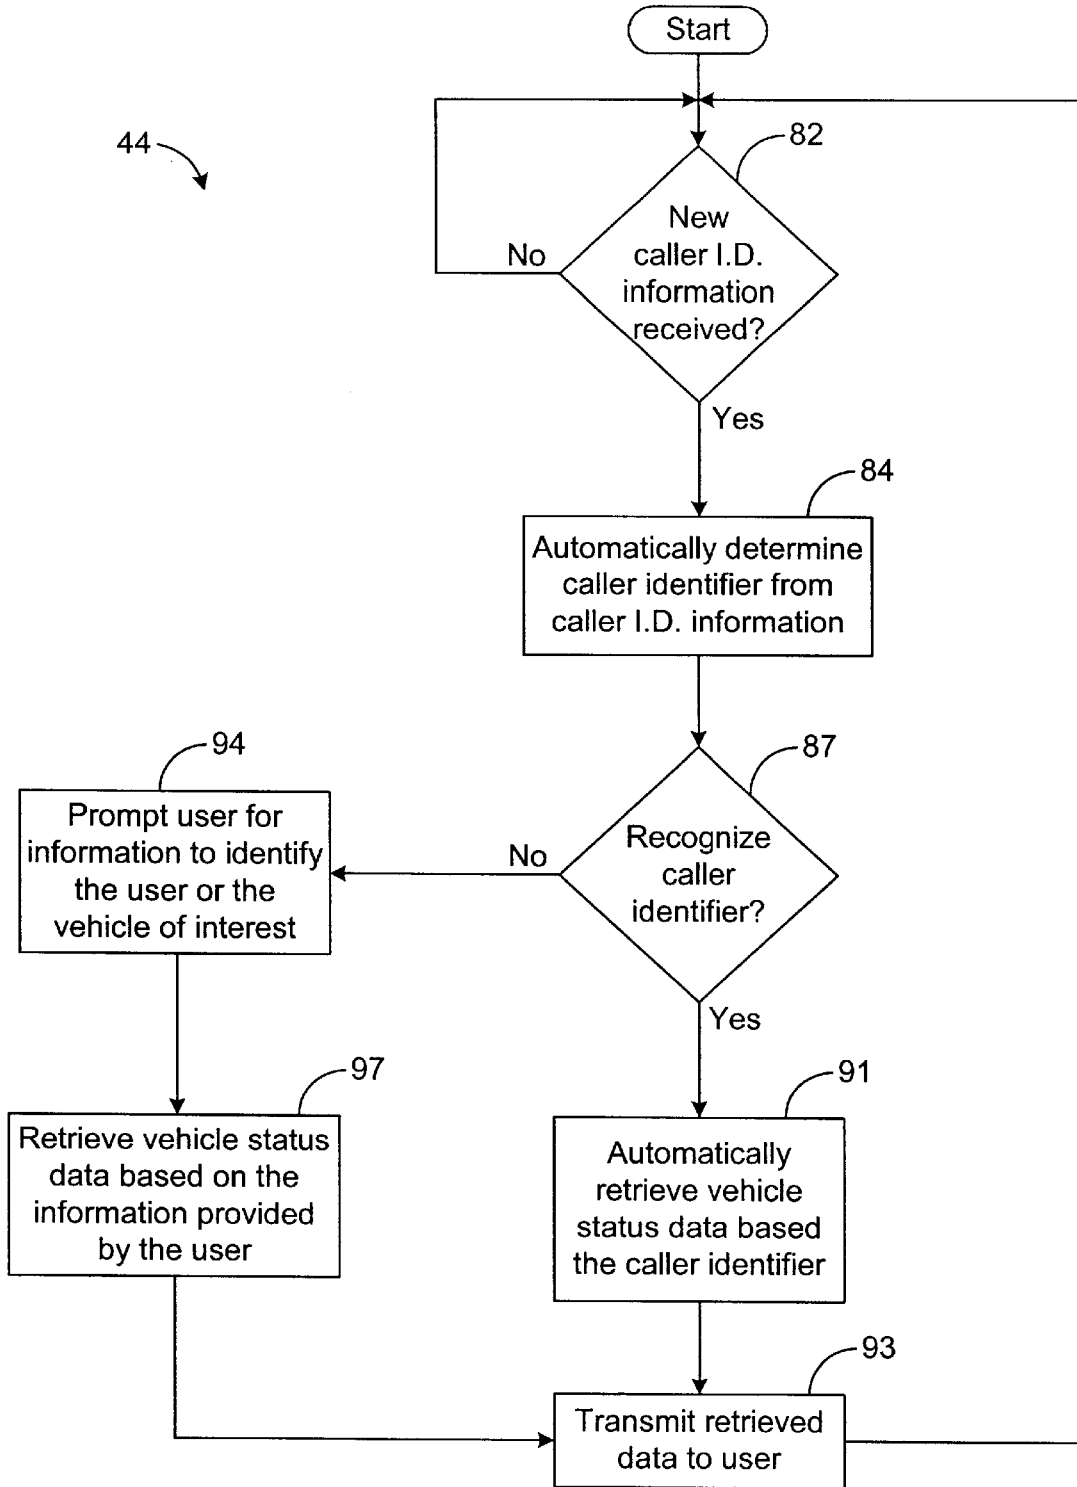 Start
44
82
New
caller I.D.
information
received?
No
Yes
84
Automatically determine
caller identifier from
caller I.D. information
94
87
Prompt user for
information to identify
the user or the
vehicle of interest
No
Recognize
caller
identifier?
Yes
97
91
Retrieve vehicle status
data based on the
information provided
by the user
Automatically
retrieve vehicle
status data based
the caller identifier
93
Transmit retrieved
data to user